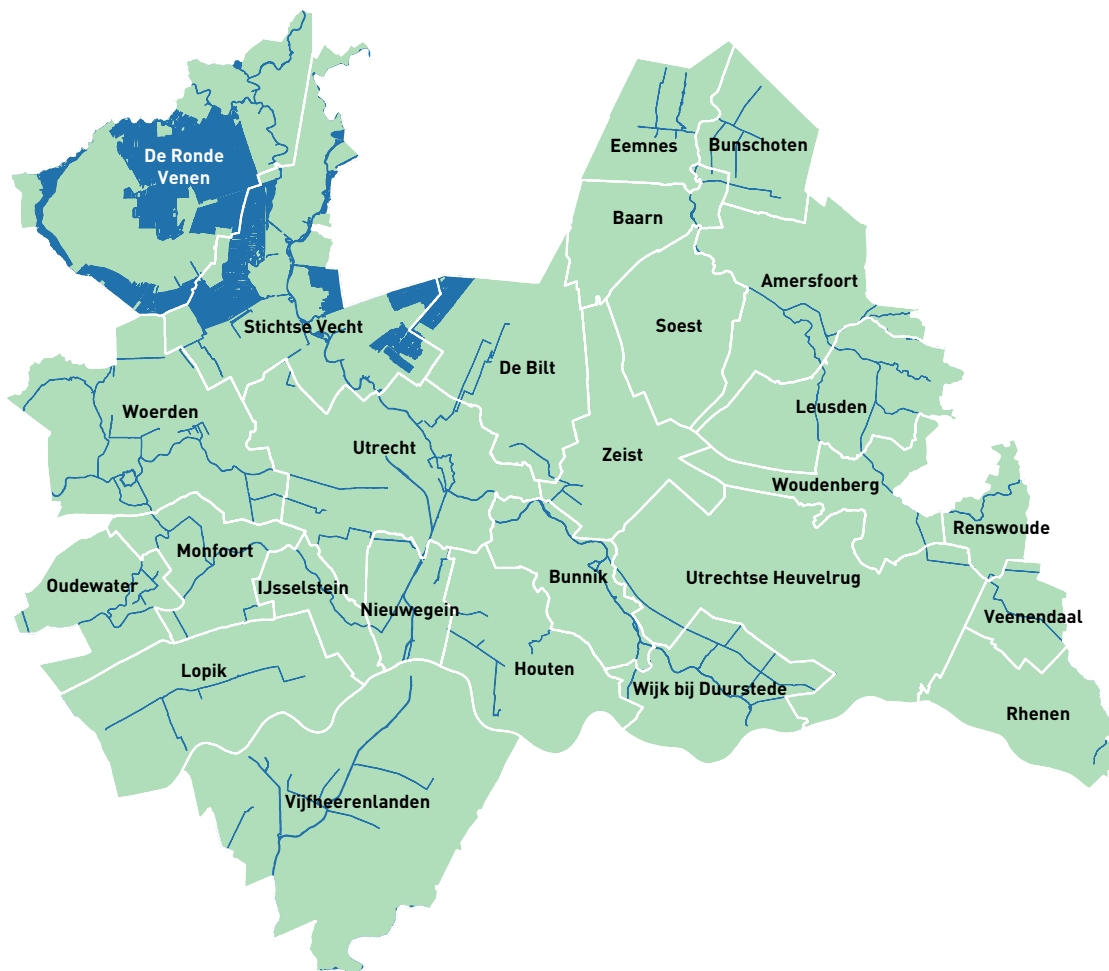 De Ronde
Venen
Eemnes
Bunschoten
Baarn
Amersfoort
Stichtse Vecht
Soest
De Bilt
Woerden
Leusden
Utrecht
Zeist
Woudenberg
Renswoude
Monfoort
Oudewater
IJsselstein
Bunnik
Utrechtse Heuvelrug
Nieuwegein
Veenendaal
Lopik
Houten
Wijk bij Duurstede
Rhenen
Vijfheerenlanden